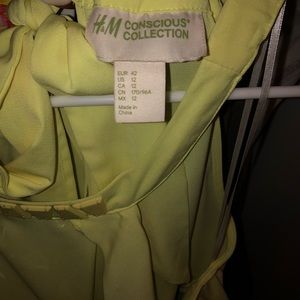 H&M CONSCIOUS
COLLECTION
EUR 42
US 12
CA 12
CN 170/96A
MX 12
Made in
China